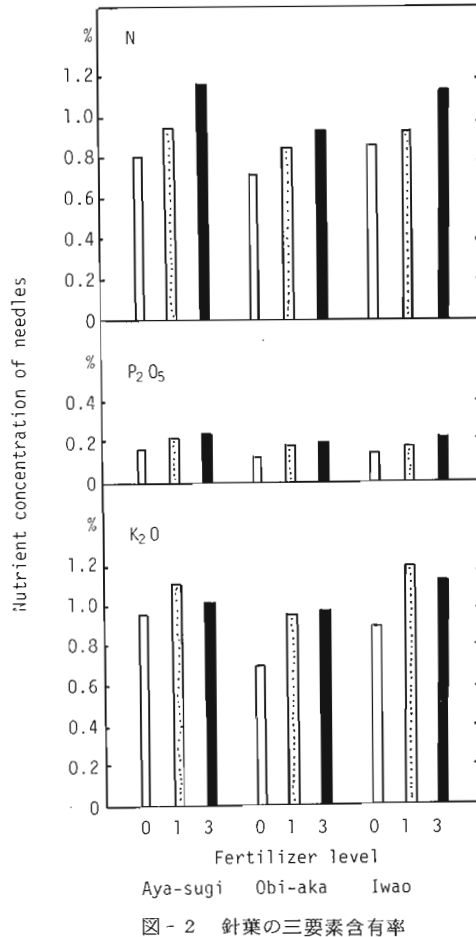 % N
1.2
1.0
0.8
0.6
0.4
0.2
0
% P₂O₅
0.4
0.2
0
% K₂O
1.2
1.0
0.8
0.6
0.4
0.2
0
Nutrient concentration of needles
0 1 3 0 1 3 0 1 3
Fertilizer level
Aya-sugi Obi-aka Iwao
図-2 針葉の三要素含有率